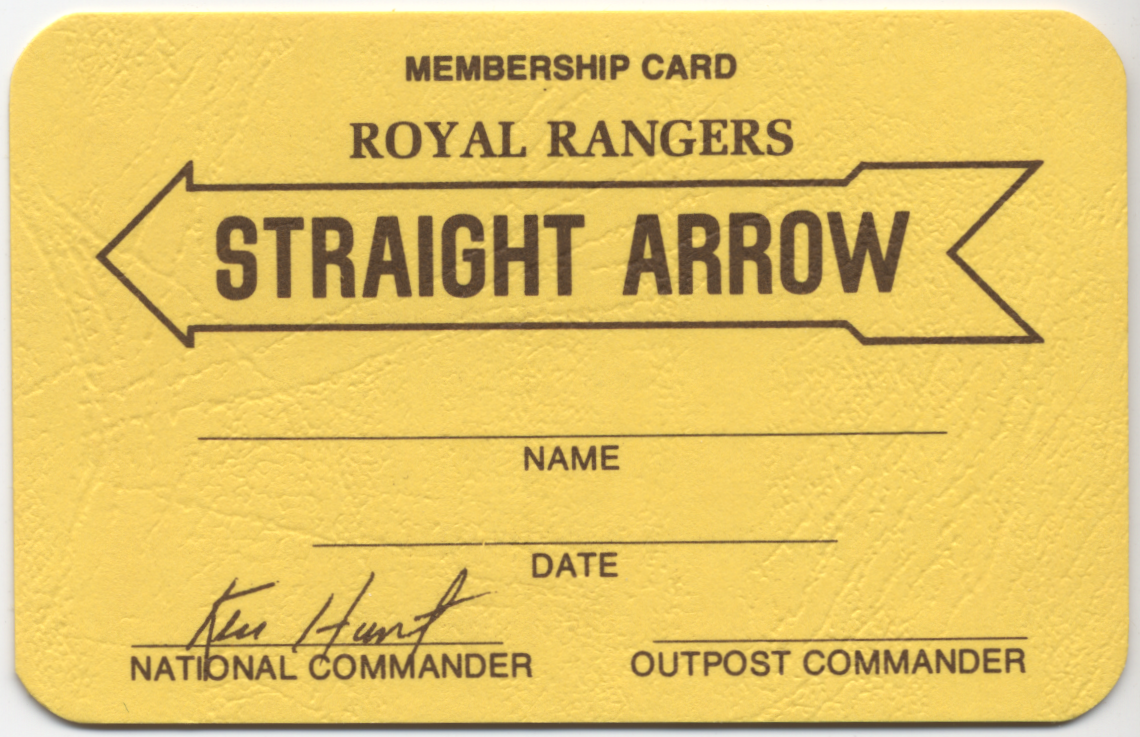 MEMBERSHIP CARD
ROYAL RANGERS
STRAIGHT ARROW
NAME
DATE
Ken Hunt
NATIONAL COMMANDER
OUTPOST COMMANDER